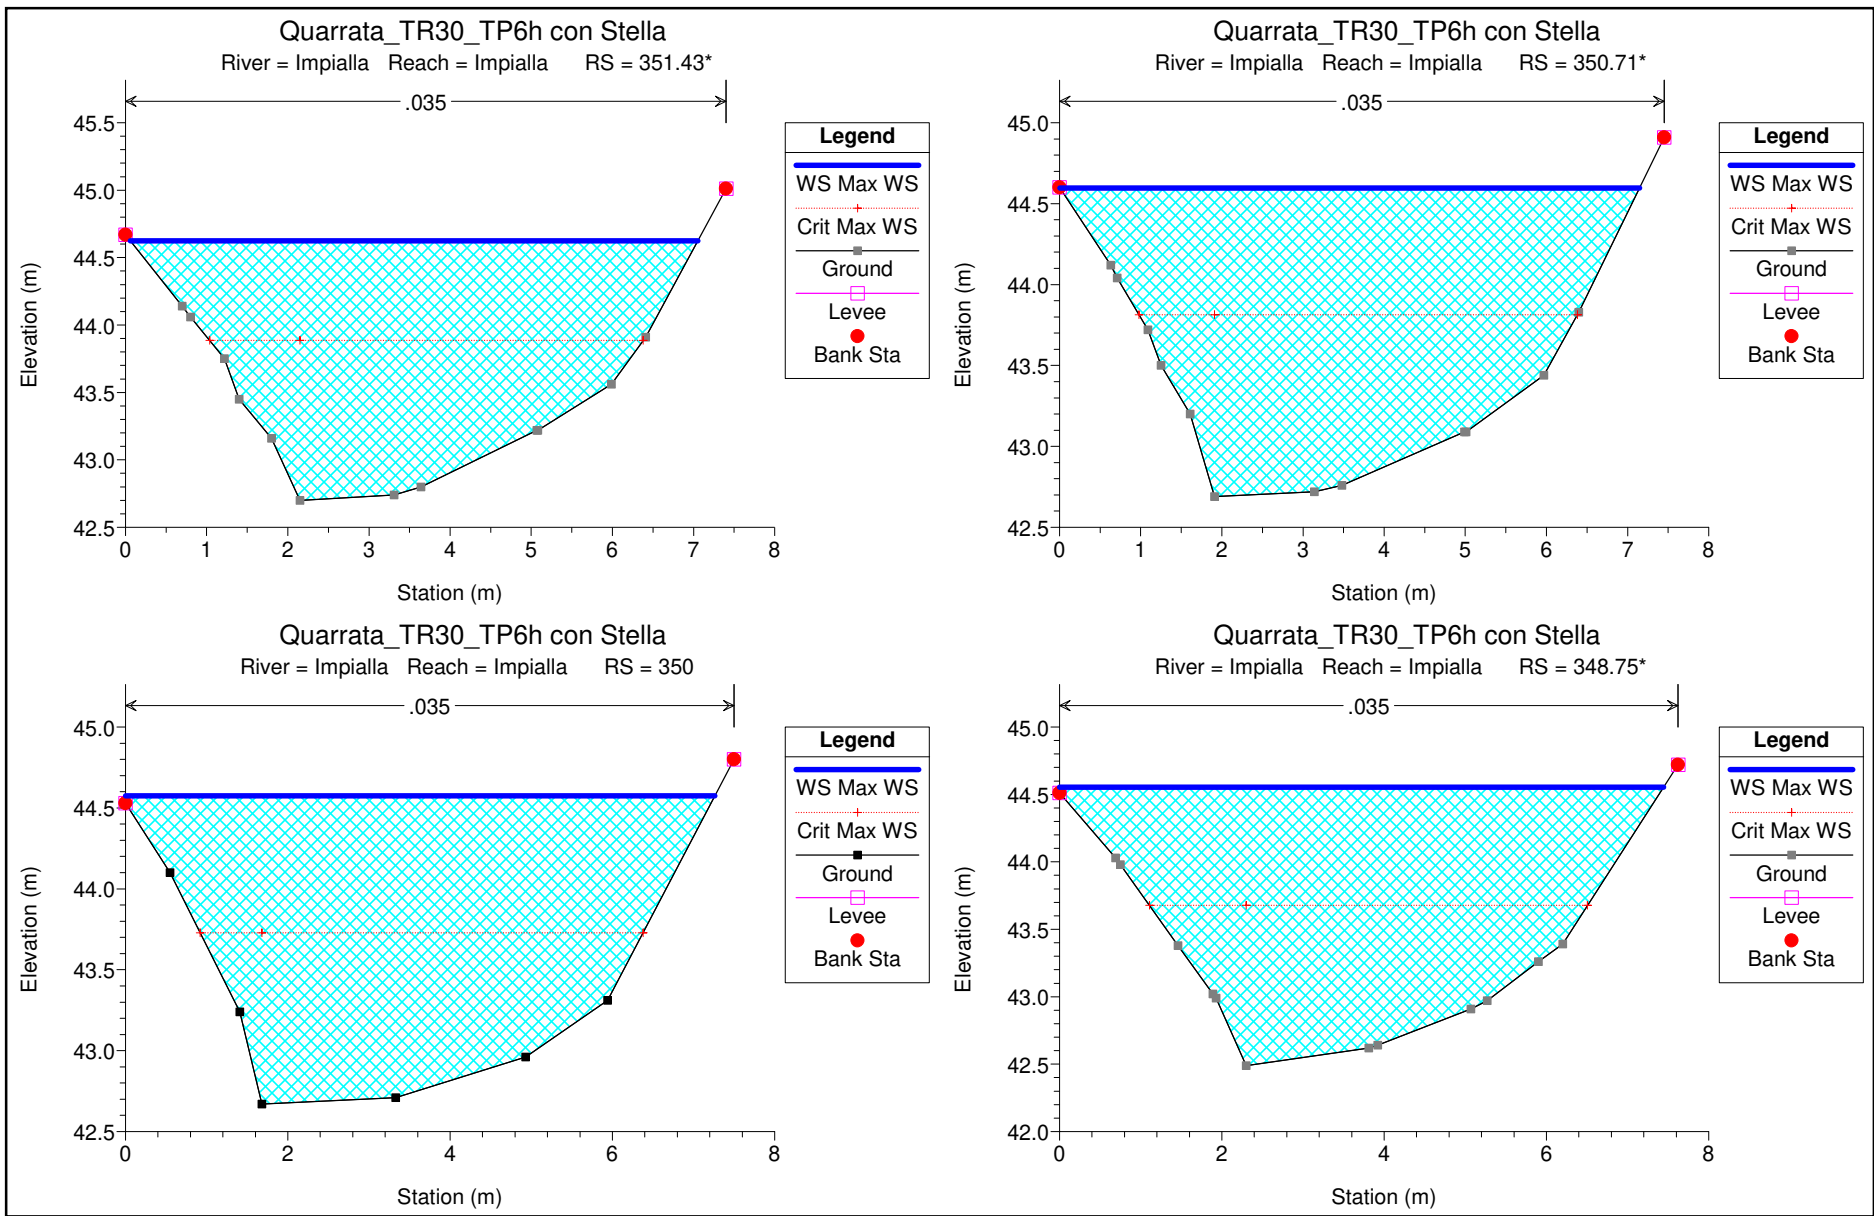 Quarrata_TR30_TP6h con Stella
River = Impialla Reach = Impialla RS = 351.43*
.035
45.5
45.0
44.5
44.0
43.5
43.0
42.5
0 1 2 3 4 5 6 7 8
Elevation (m)
Station (m)
Legend
WS Max WS
Crit Max WS
Ground
Levee
Bank Sta
Quarrata_TR30_TP6h con Stella
River = Impialla Reach = Impialla RS = 350.71*
.035
45.0
44.5
44.0
43.5
43.0
42.5
0 1 2 3 4 5 6 7 8
Elevation (m)
Station (m)
Legend
WS Max WS
Crit Max WS
Ground
Levee
Bank Sta
Quarrata_TR30_TP6h con Stella
River = Impialla Reach = Impialla RS = 350
.035
45.0
44.5
44.0
43.5
43.0
42.5
0 2 4 6 8
Elevation (m)
Station (m)
Legend
WS Max WS
Crit Max WS
Ground
Levee
Bank Sta
Quarrata_TR30_TP6h con Stella
River = Impialla Reach = Impialla RS = 348.75*
.035
45.0
44.5
44.0
43.5
43.0
42.5
42.0
0 2 4 6 8
Elevation (m)
Station (m)
Legend
WS Max WS
Crit Max WS
Ground
Levee
Bank Sta